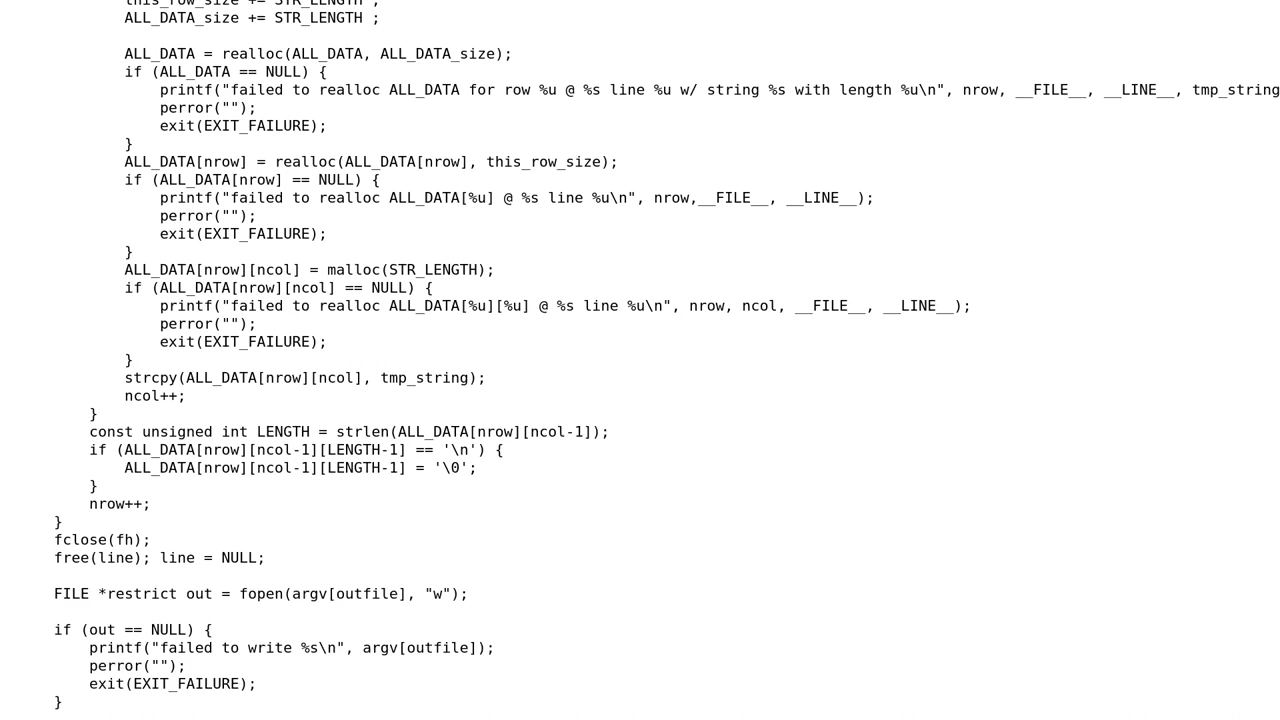 this_row_size += STR_LENGTH ;
ALL_DATA_size += STR_LENGTH ;
ALL_DATA = realloc(ALL_DATA, ALL_DATA_size);
if (ALL_DATA == NULL) {
printf("failed to realloc ALL_DATA for row %u @ %s line %u w/ string %s with length %u\n", nrow, __FILE__, __LINE__, tmp_string
perror("");
exit(EXIT_FAILURE);
}
ALL_DATA[nrow] = realloc(ALL_DATA[nrow], this_row_size);
if (ALL_DATA[nrow] == NULL) {
printf("failed to realloc ALL_DATA[%u] @ %s line %u\n", nrow,__FILE__, __LINE__);
perror("");
exit(EXIT_FAILURE);
}
ALL_DATA[nrow][ncol] = malloc(STR_LENGTH);
if (ALL_DATA[nrow][ncol] == NULL) {
printf("failed to realloc ALL_DATA[%u][%u] @ %s line %u\n", nrow, ncol, __FILE__, __LINE__);
perror("");
exit(EXIT_FAILURE);
}
strcpy(ALL_DATA[nrow][ncol], tmp_string);
ncol++;
}
const unsigned int LENGTH = strlen(ALL_DATA[nrow][ncol-1]);
if (ALL_DATA[nrow][ncol-1][LENGTH-1] == '\n') {
ALL_DATA[nrow][ncol-1][LENGTH-1] = '\0';
}
nrow++;
}
fclose(fh);
free(line); line = NULL;
FILE *restrict out = fopen(argv[outfile], "w");
if (out == NULL) {
printf("failed to write %s\n", argv[outfile]);
perror("");
exit(EXIT_FAILURE);
}